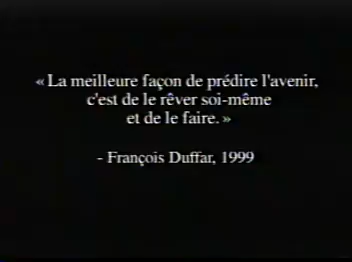 « La meilleure façon de prédire l'avenir,
c'est de le rêver soi-même
et de le faire. »
- François Duffar, 1999